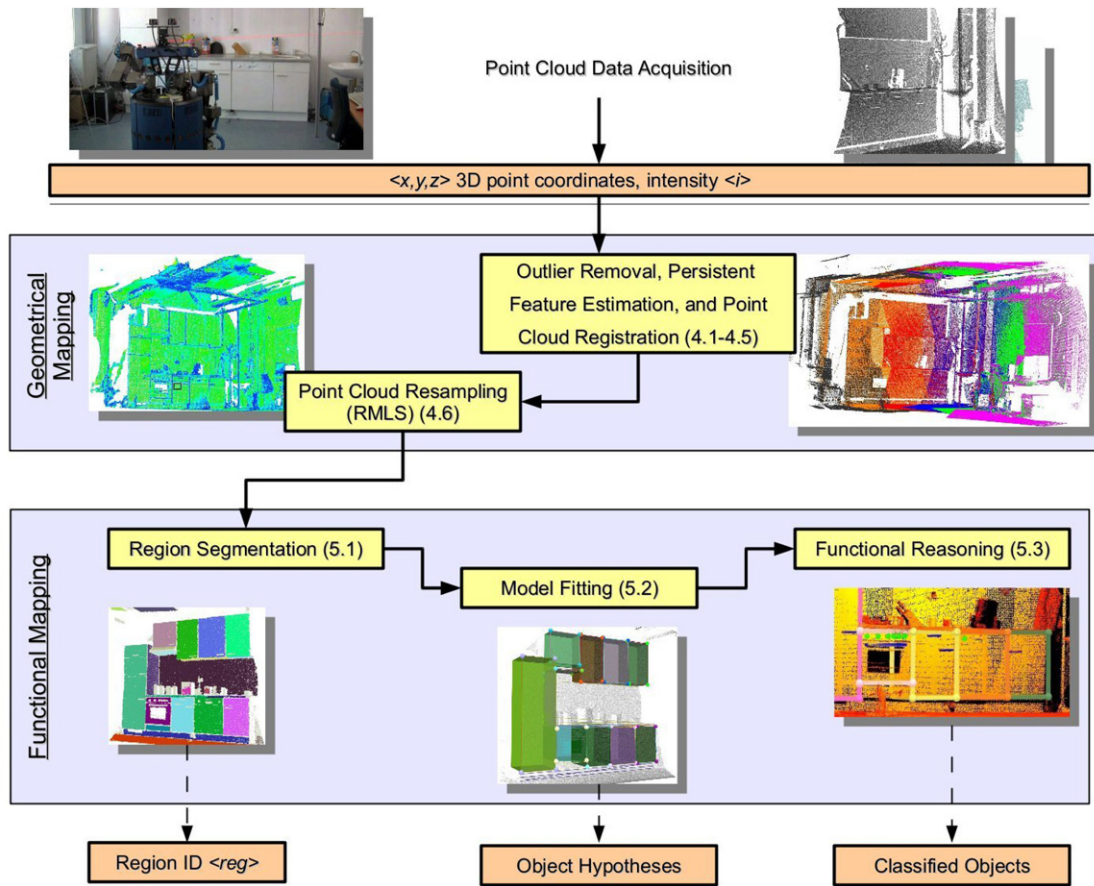 Point Cloud Data Acquisition
<x,y,z> 3D point coordinates, intensity <i>
Geometrical
Mapping
Outlier Removal, Persistent
Feature Estimation, and Point
Cloud Registration (4.1-4.5)
Point Cloud Resampling
(RMLS) (4.6)
Functional Mapping
Region Segmentation (5.1)
Model Fitting (5.2)
Functional Reasoning (5.3)
Region ID <reg>
Object Hypotheses
Classified Objects